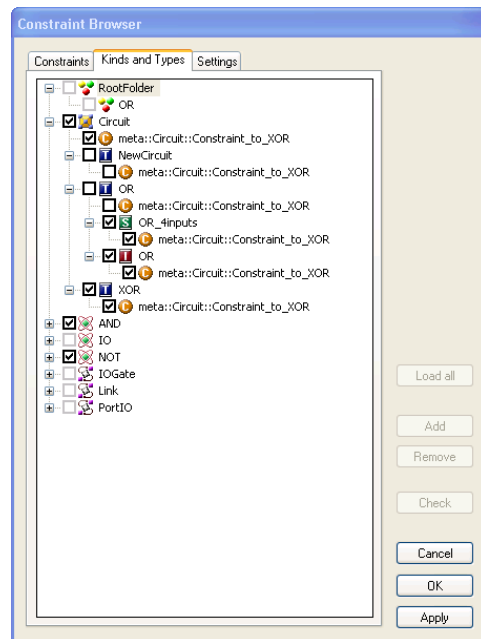 Constraint Browser
Constraints Kinds and Types Settings
RootFolder
OR
Circuit
C meta::Circuit::Constraint_to_XOR
T NewCircuit
C meta::Circuit::Constraint_to_XOR
T OR
C meta::Circuit::Constraint_to_XOR
S OR_4inputs
C meta::Circuit::Constraint_to_XOR
I OR
C meta::Circuit::Constraint_to_XOR
T XOR
C meta::Circuit::Constraint_to_XOR
AND
IO
NOT
IOGate
Link
PortIO
Load all
Add
Remove
Check
Cancel
OK
Apply